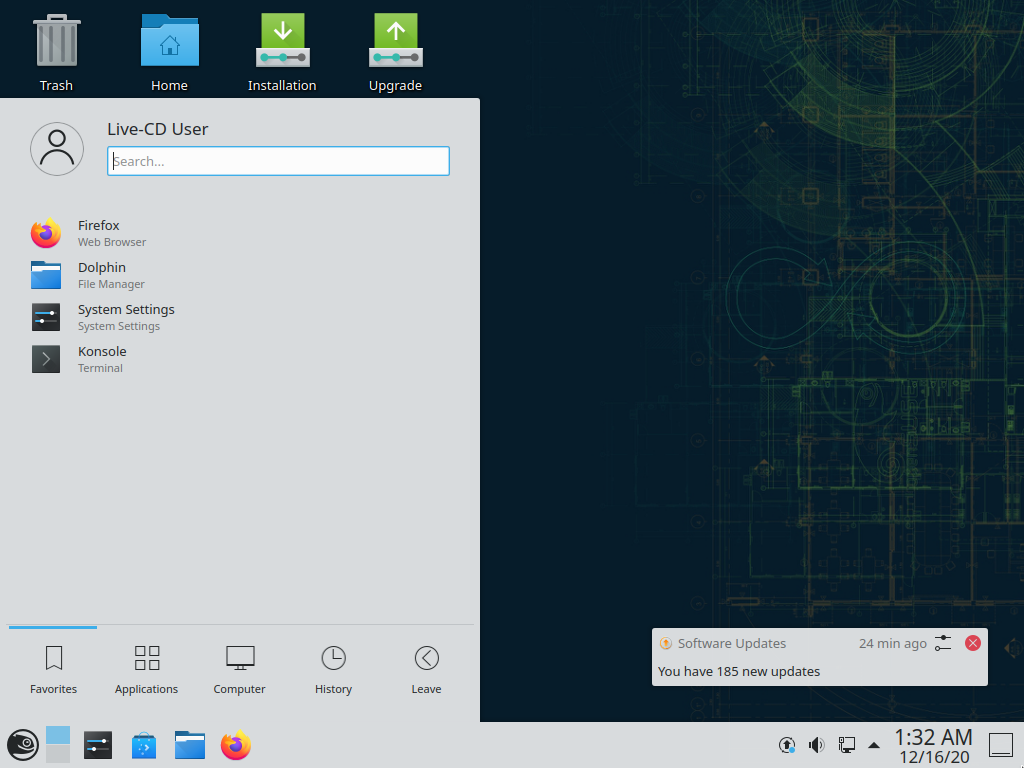 Trash
Home
Installation
Upgrade
Live-CD User
Search...
Firefox
Web Browser
Dolphin
File Manager
System Settings
System Settings
Konsole
Terminal
Favorites
Applications
Computer
History
Leave
Software Updates
24 min ago
You have 185 new updates
1:32 AM
12/16/20